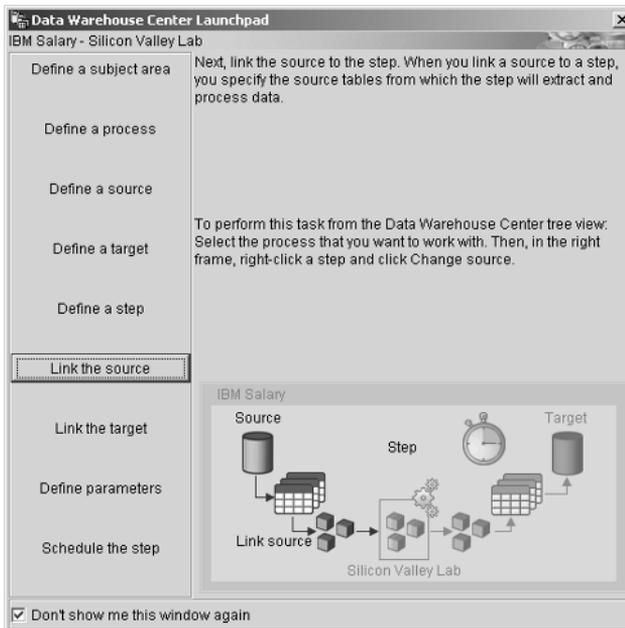 Data Warehouse Center Launchpad
IBM Salary - Silicon Valley Lab
Define a subject area
Define a process
Define a source
Define a target
Define a step
Link the source
Link the target
Define parameters
Schedule the step
Next, link the source to the step. When you link a source to a step,
you specify the source tables from which the step will extract and
process data.
To perform this task from the Data Warehouse Center tree view:
Select the process that you want to work with. Then, in the right
frame, right-click a step and click Change source.
IBM Salary
Source
Step
Target
Link source
Silicon Valley Lab
Don't show me this window again